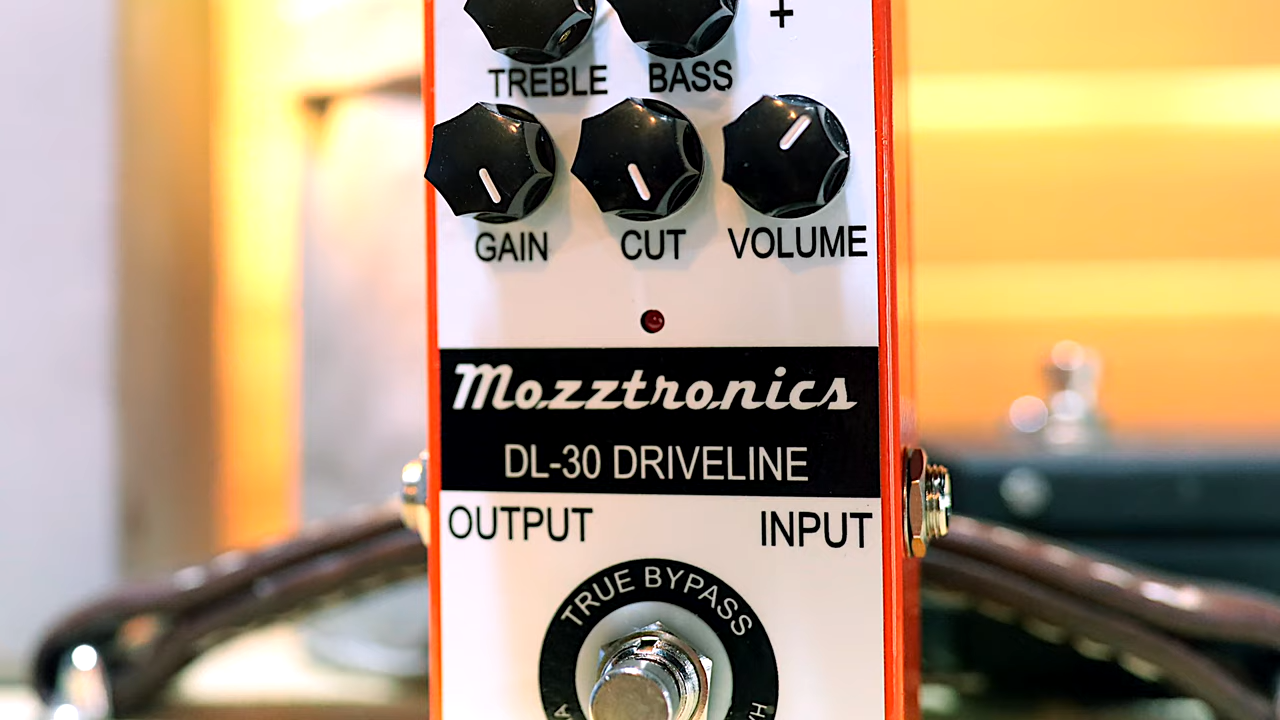 +
TREBLE BASS
GAIN CUT VOLUME
Mozztronics
DL-30 DRIVELINE
OUTPUT INPUT
TRUE BYPASS